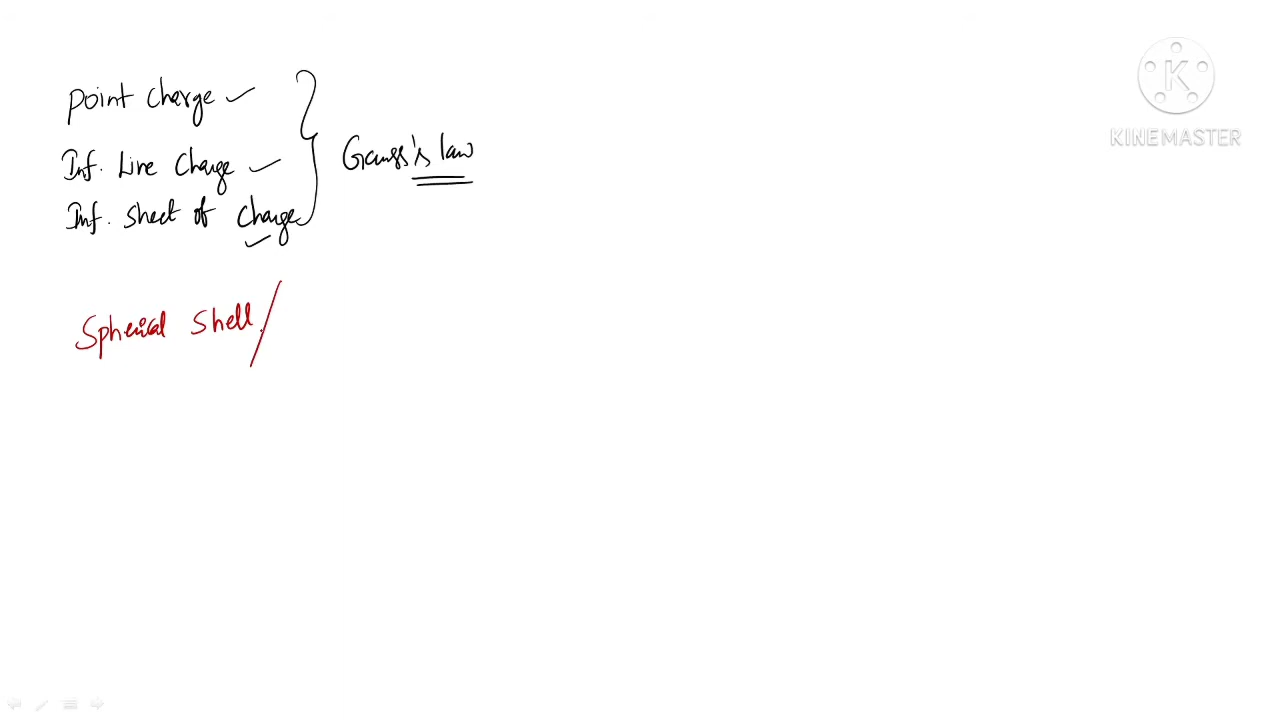 point charge
Inf. Line charge
Inf. sheet of charge
Gauss's law
Spherical shell/
K
KINEMASTER